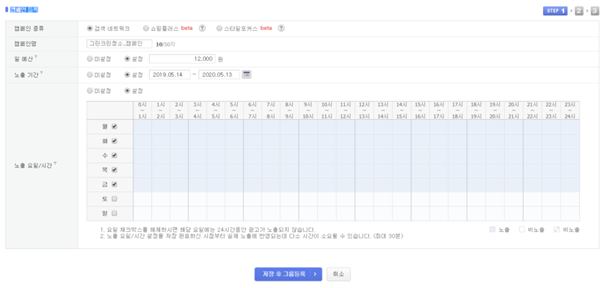 캠페인 등록
STEP 1 2 3
캠페인 종류 검색 네트워크 쇼핑플러스 beta ? 스타일포커스 beta ?
캠페인명 그린크린청소_캠페인 10/50자
일 예산 ? 미설정 설정 12,000 원
노출 기간 ? 미설정 설정 2019.05.14 ~ 2020.05.13
노출 요일/시간 ? 미설정 설정
0시~1시 1시~2시 2시~3시 3시~4시 4시~5시 5시~6시 6시~7시 7시~8시 8시~9시 9시~10시 10시~11시 11시~12시 12시~13시 13시~14시 14시~15시 15시~16시 16시~17시 17시~18시 18시~19시 19시~20시 20시~21시 21시~22시 22시~23시 23시~24시
월
화
수
목
금
토
일
1. 요일 체크박스를 해제하시면 해당 요일에는 24시간동안 광고가 노출되지 않습니다.
2. 노출 요일/시간 설정을 저장 완료하신 시점부터 실제 노출에 반영되는데 다소 시간이 소요될 수 있습니다. (최대 30분)
노출 비노출 비노출
저장 후 그룹등록 취소